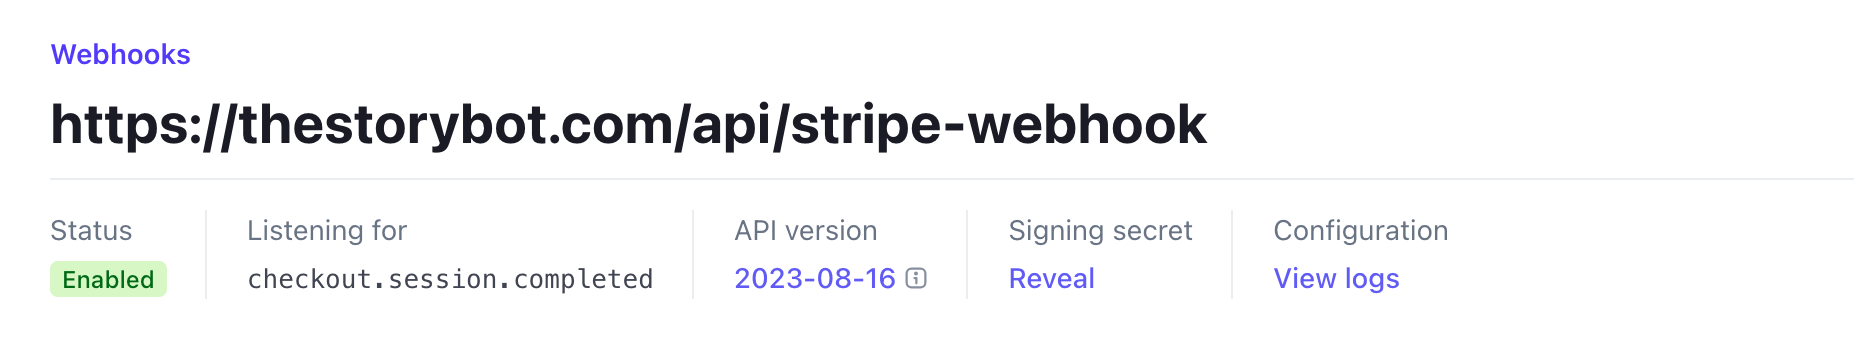 Webhooks
https://thestorybot.com/api/stripe-webhook
Status
Enabled
Listening for
checkout.session.completed
API version
2023-08-16
Signing secret
Reveal
Configuration
View logs